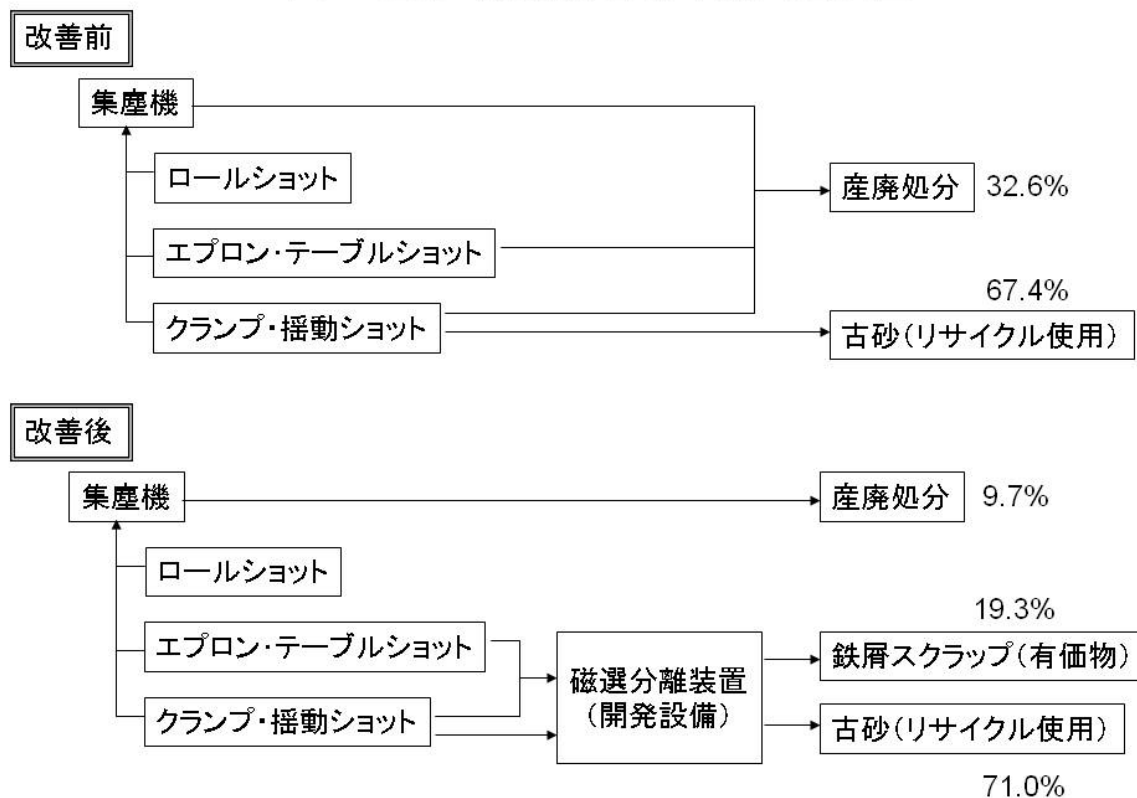 改善前
集塵機
ロールショット
産廃処分 32.6%
エプロン・テーブルショット
67.4%
クランプ・揺動ショット
古砂(リサイクル使用)
改善後
集塵機
産廃処分 9.7%
ロールショット
19.3%
エプロン・テーブルショット
鉄屑スクラップ(有価物)
磁選分離装置
(開発設備)
クランプ・揺動ショット
古砂(リサイクル使用)
71.0%